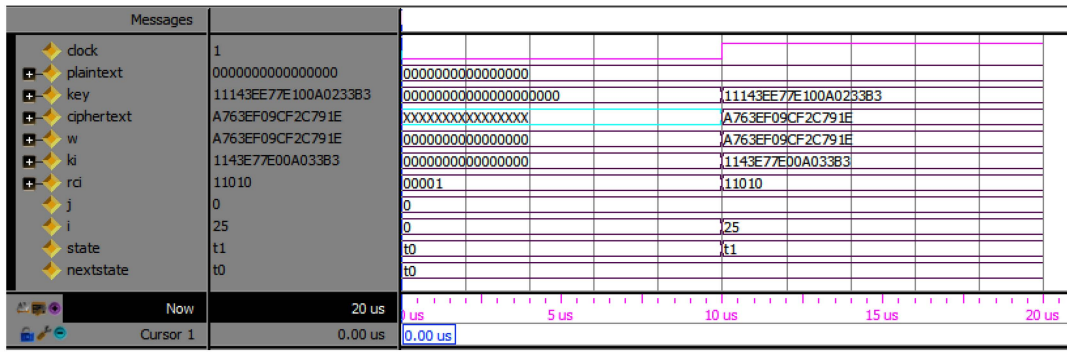 Messages
clock 1
plaintext 0000000000000000 0000000000000000
key 11143EE77E100A0233B3 00000000000000000000 11143EE77E100A0233B3
ciphertext A763EF09CF2C791E XXXXXXXXXXXXXXXX A763EF09CF2C791E
w A763EF09CF2C791E 0000000000000000 A763EF09CF2C791E
ki 1143E77E00A033B3 0000000000000000 1143E77E00A033B3
rci 11010 00001 11010
j 0 0
i 25 0 25
state t1 t0 t1
nextstate t0 t0
Now 20 us us 5 us 10 us 15 us 20 us
Cursor 1 0.00 us 0.00 us